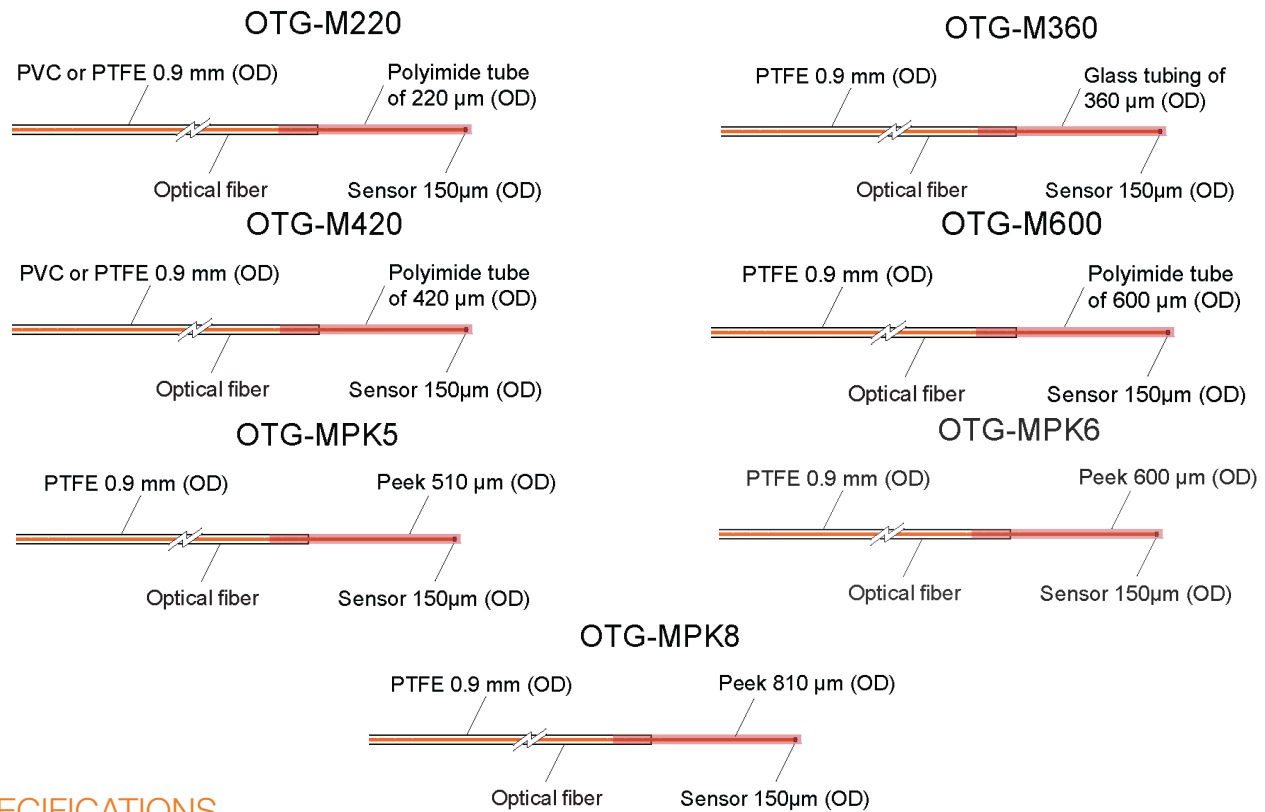 OTG-M220
PVC or PTFE 0.9 mm (OD)
Polyimide tube
of 220 µm (OD)
Optical fiber
Sensor 150µm (OD)
OTG-M360
PTFE 0.9 mm (OD)
Glass tubing of
360 µm (OD)
Optical fiber
Sensor 150µm (OD)
OTG-M420
PVC or PTFE 0.9 mm (OD)
Polyimide tube
of 420 µm (OD)
Optical fiber
Sensor 150µm (OD)
OTG-M600
PTFE 0.9 mm (OD)
Polyimide tube
of 600 µm (OD)
Optical fiber
Sensor 150µm (OD)
OTG-MPK5
PTFE 0.9 mm (OD)
Peek 510 µm (OD)
Optical fiber
Sensor 150µm (OD)
OTG-MPK6
PTFE 0.9 mm (OD)
Peek 600 µm (OD)
Optical fiber
Sensor 150µm (OD)
OTG-MPK8
PTFE 0.9 mm (OD)
Peek 810 µm (OD)
Optical fiber
Sensor 150µm (OD)
ECIFICATIONS